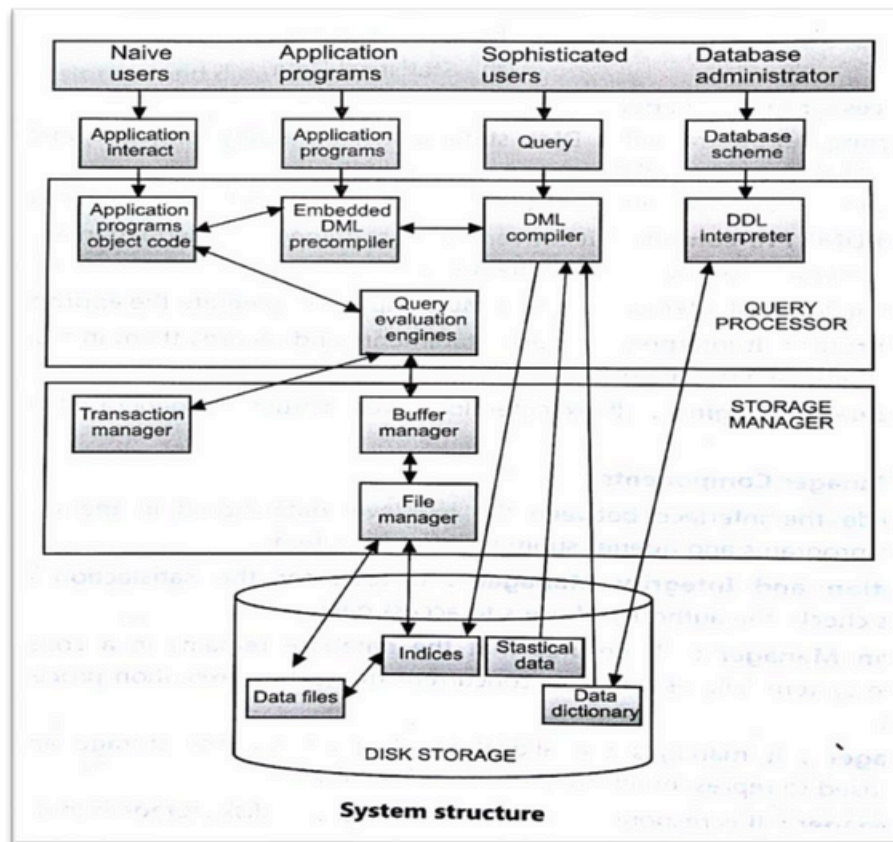 Naive users
Application programs
Sophisticated users
Database administrator
Application Interact
Application programs
Query
Database scheme
Application programs object code
Embedded DML precompiler
DML compiler
DDL Interpreter
Query evaluation engines
QUERY PROCESSOR
Transaction manager
Buffer manager
STORAGE MANAGER
File manager
Indices
Stastical data
Data files
Data dictionary
DISK STORAGE
System structure